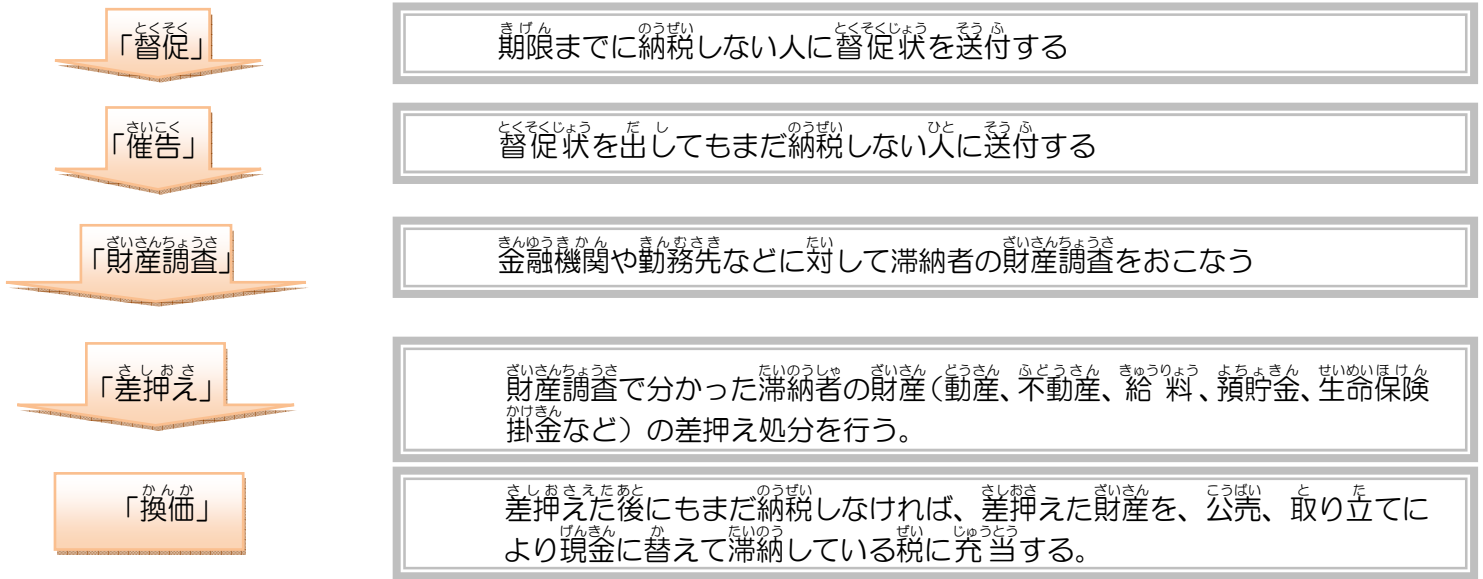 「督促」
期限までに納税しない人に督促状を送付する
「催告」
督促状を出してもまだ納税しない人に送付する
「財産調査」
金融機関や勤務先などに対して滞納者の財産調査をおこなう
「差押え」
財産調査で分かった滞納者の財産（動産、不動産、給料、預貯金、生命保険
掛金など）の差押え処分を行う。
「換価」
差押えた後にもまだ納税しなければ、差押えた財産を、公売、取り立てに
より現金に替えて滞納している税に充当する。